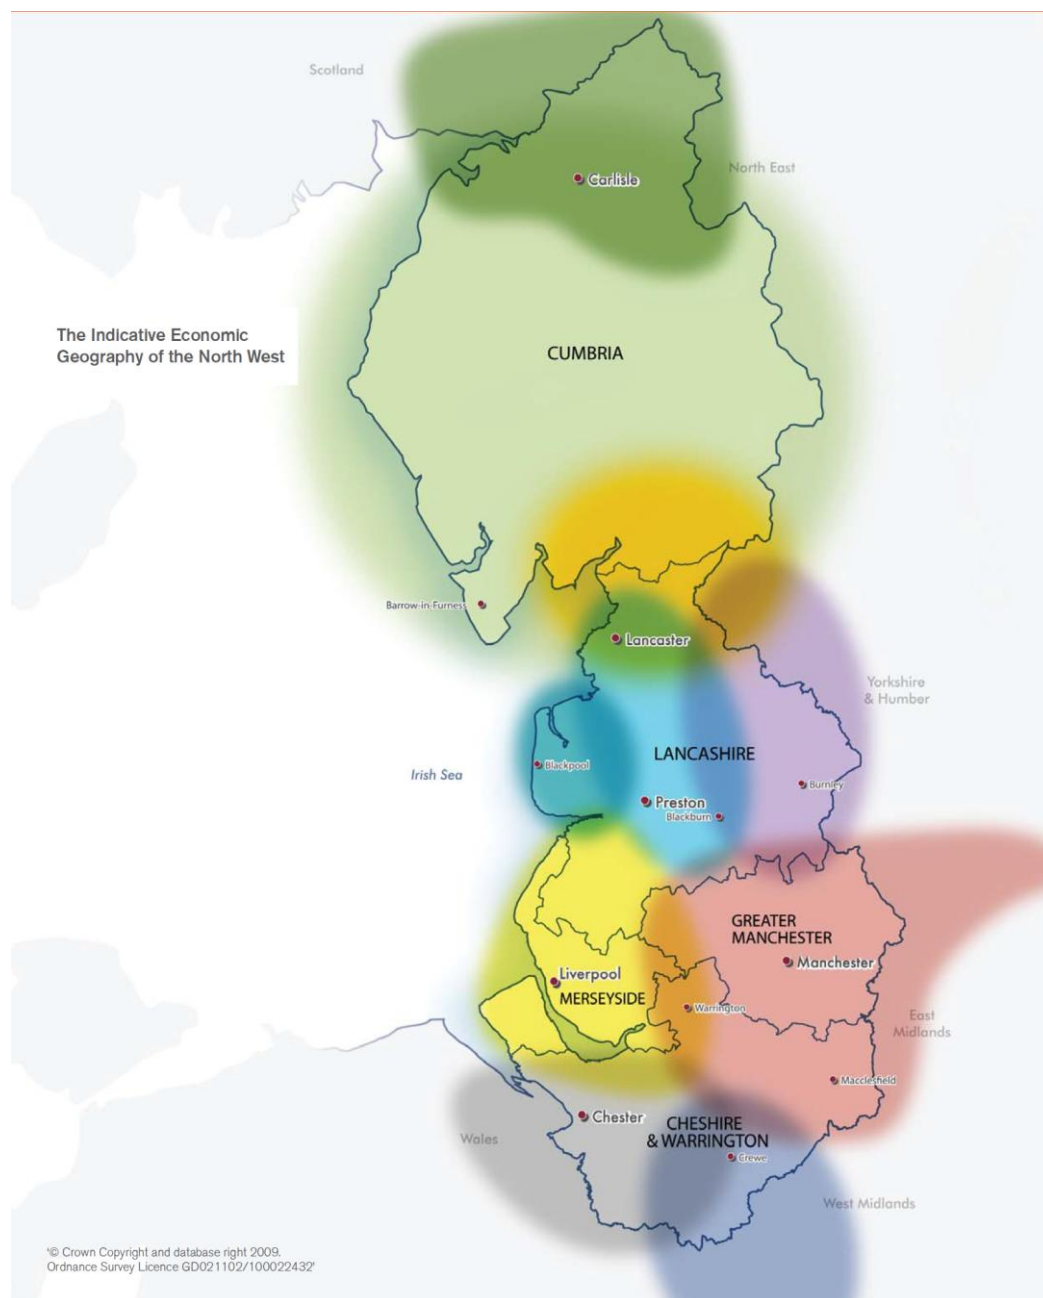 Scotland
North East
Carlisle
The Indicative Economic
Geography of the North West
CUMBRIA
Barrow-in-Furness
Lancaster
Yorkshire
& Humber
LANCASHIRE
Irish Sea
Blackpool
Burnley
Preston
Blackburn
GREATER
MANCHESTER
Manchester
Liverpool
MERSEYSIDE
Warrington
East
Midlands
Macclesfield
Chester
CHESHIRE
& WARRINGTON
Wales
Crewe
West Midlands
'© Crown Copyright and database right 2009.
Ordnance Survey Licence GD021102/100022432'